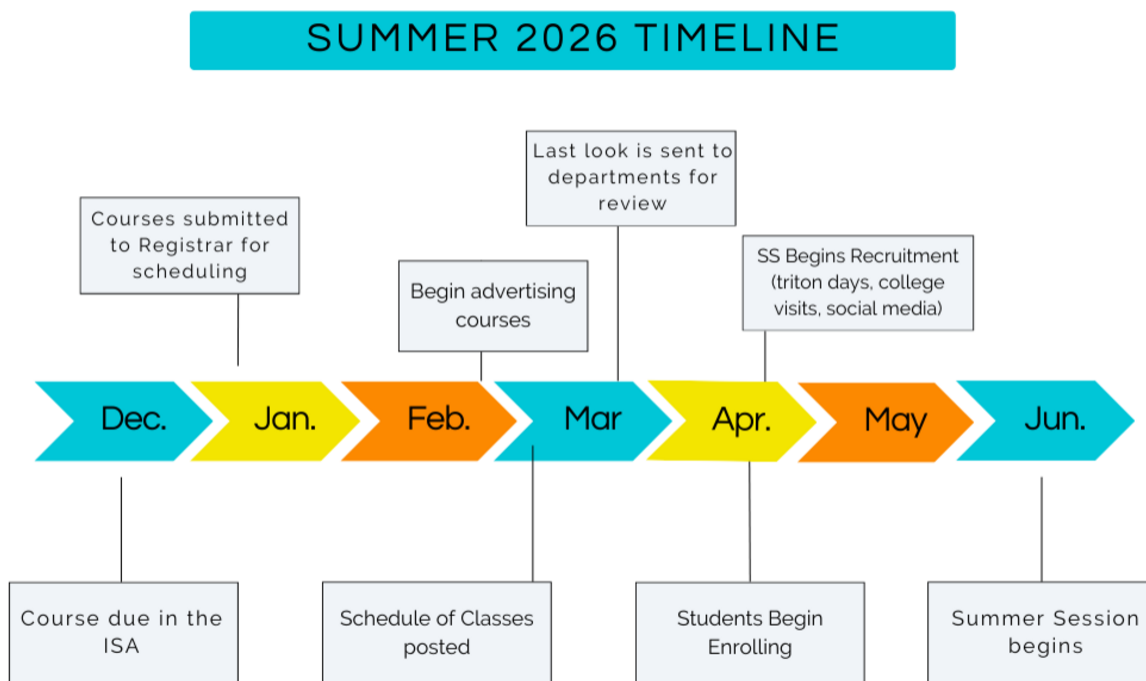 SUMMER 2026 TIMELINE
Last look is sent to
departments for
review
Courses submitted
to Registrar for
scheduling
SS Begins Recruitment
(triton days, college
visits, social media)
Begin advertising
courses
Dec.
Jan.
Feb.
Mar
Apr.
May
Jun.
Course due in the
ISA
Schedule of Classes
posted
Students Begin
Enrolling
Summer Session
begins